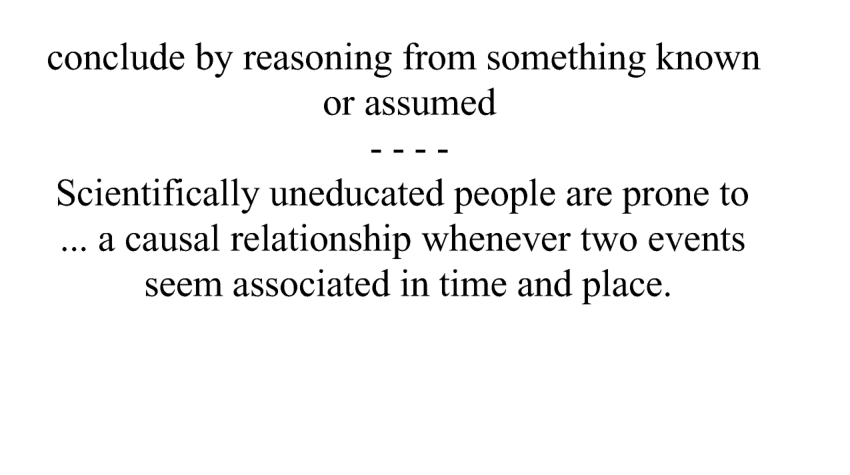 conclude by reasoning from something known
or assumed
- - - -
Scientifically uneducated people are prone to
... a causal relationship whenever two events
seem associated in time and place.